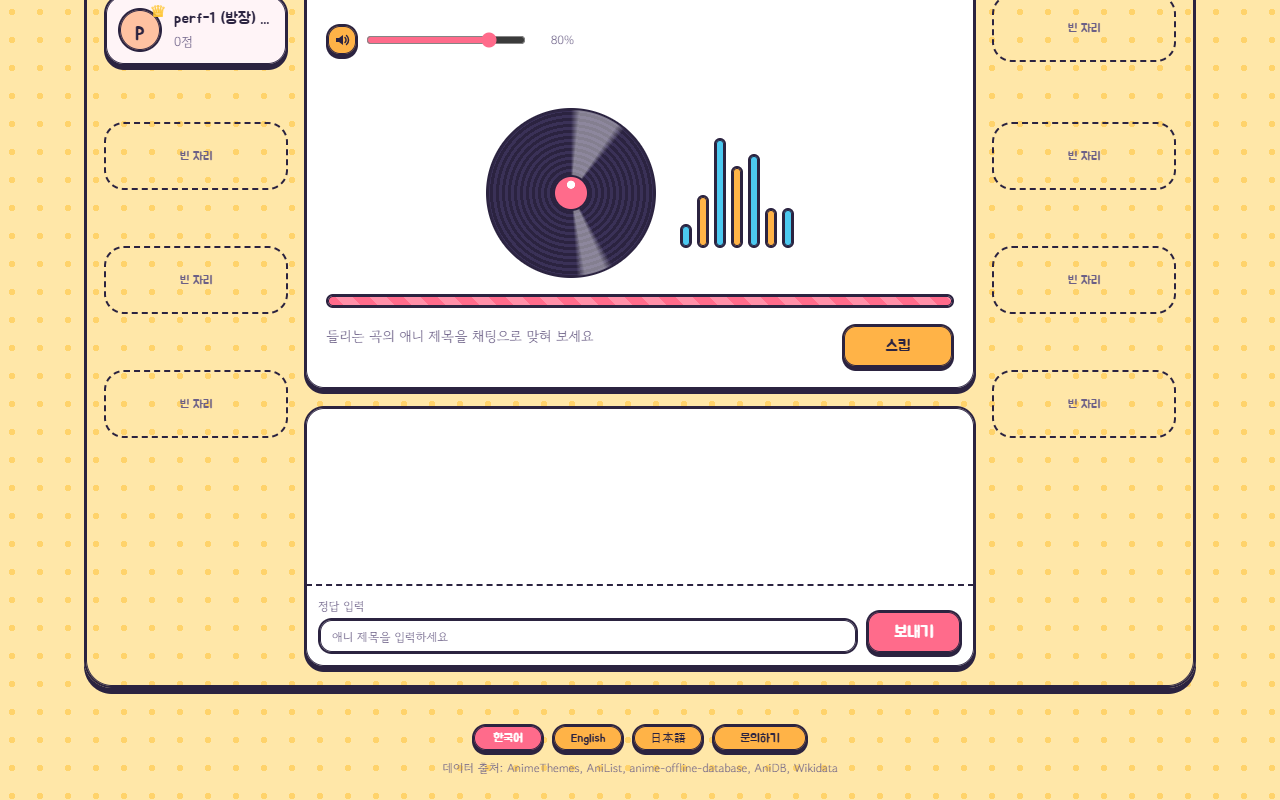 P
perf-1 (방장) ...
0점
빈 자리
빈 자리
빈 자리
80%
들리는 곡의 애니 제목을 채팅으로 맞혀 보세요
스킵
정답 입력
애니 제목을 입력하세요
보내기
빈 자리
빈 자리
빈 자리
빈 자리
한국어
English
日本語
문의하기
데이터 출처: AnimeThemes, AniList, anime-offline-database, AniDB, Wikidata